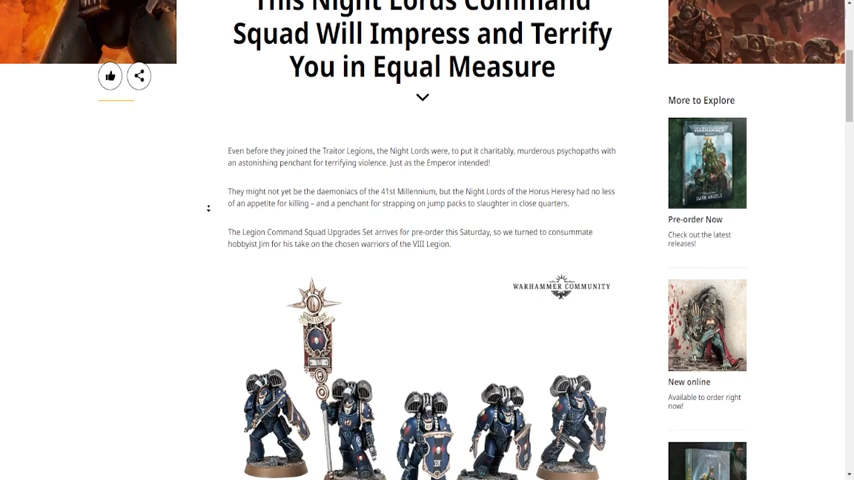 This Night Lords Command
Squad Will Impress and Terrify
You in Equal Measure
Even before they joined the Traitor Legions, the Night Lords were, to put it charitably, murderous psychopaths with
an astonishing penchant for terrifying violence. Just as the Emperor intended!
They might not yet be the daemoniacs of the 41st Millennium, but the Night Lords of the Horus Heresy had no less
of an appetite for killing – and a penchant for strapping on jump packs to slaughter in close quarters.
The Legion Command Squad Upgrades Set arrives for pre-order this Saturday, so we turned to consummate
hobbyist Jim for his take on the chosen warriors of the VIII Legion.
WARHAMMER COMMUNITY
More to Explore
WARHAMMER
DARK ANGELS
Pre-order Now
Check out the latest
releases!
New online
Available to order right
now!